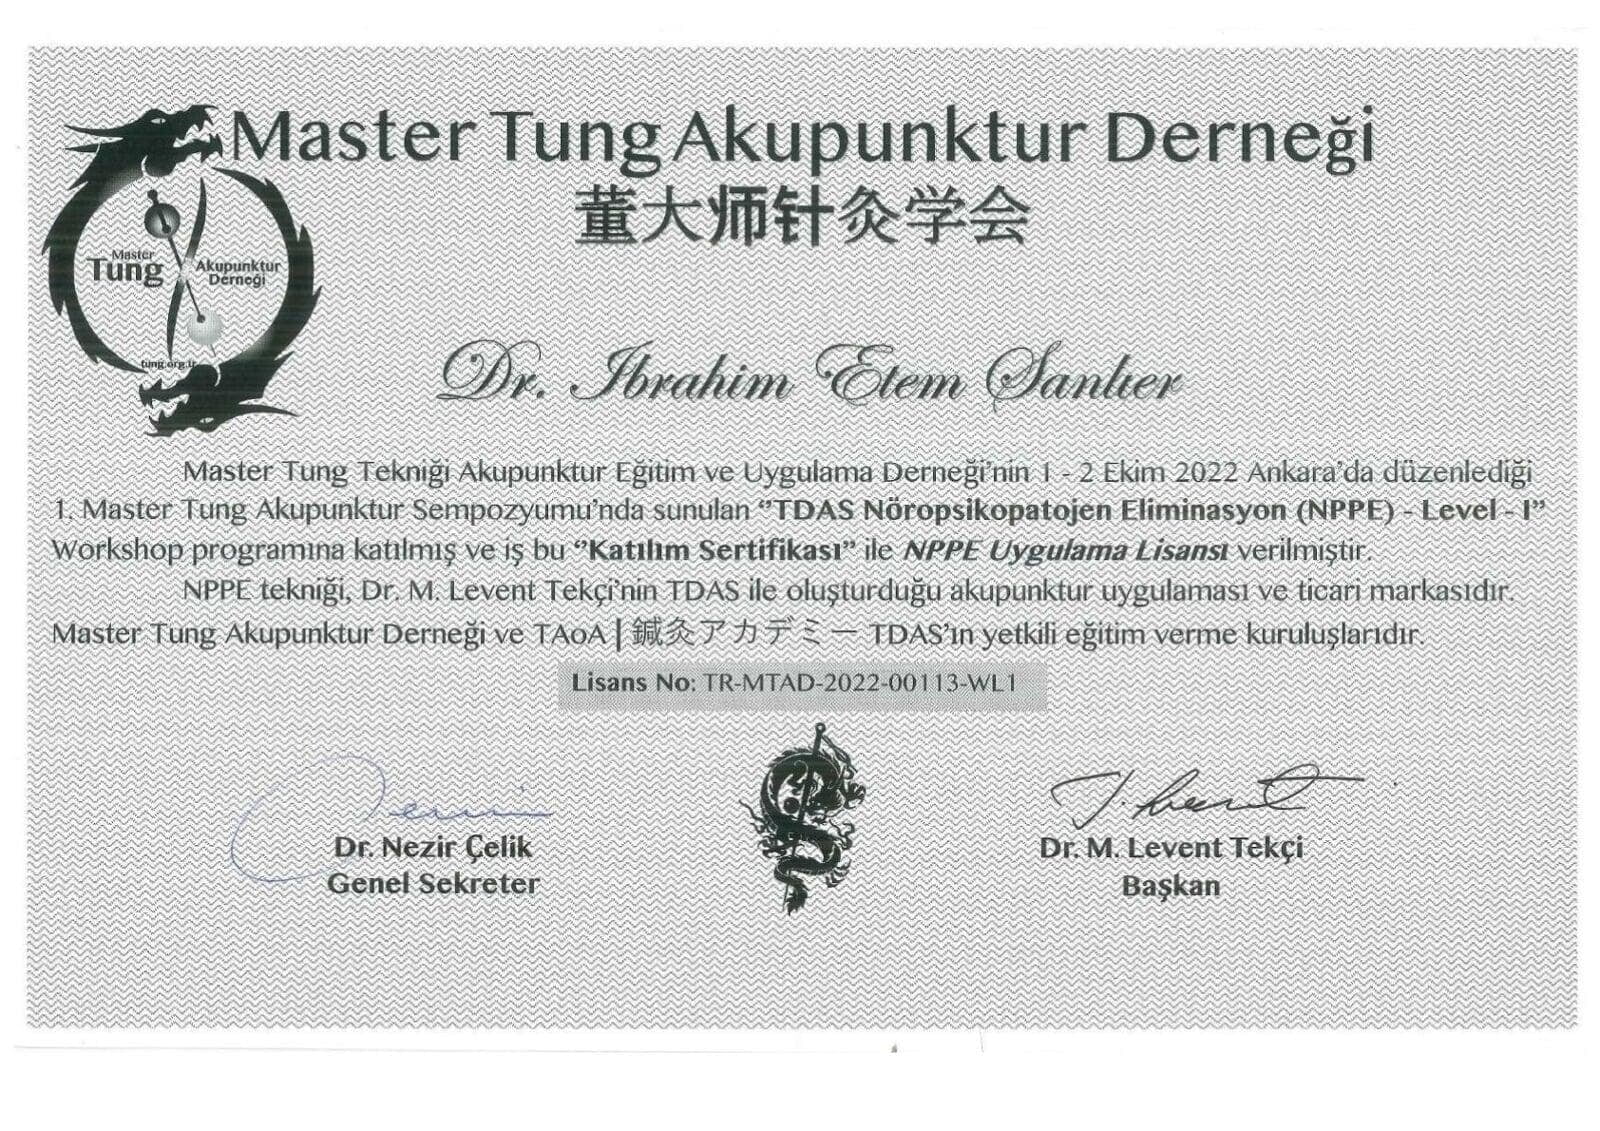 Master Tung Akupunktur Derneği
董大师针灸学会
Master
Tung
Akupunktur
Derneği
tung.org.tr
Dr. Ibrahim Etem Sanlıer
Master Tung Tekniği Akupunktur Eğitim ve Uygulama Derneği’nin 1 - 2 Ekim 2022 Ankara’da düzenlediği
1. Master Tung Akupunktur Sempozyumu’nda sunulan “TDAS Nöropsikopatojen Eliminasyon (NPPE) - Level - I”
Workshop programına katılmış ve iş bu “Katılım Sertifikası” ile NPPE Uygulama Lisansı verilmiştir.
NPPE tekniği, Dr. M. Levent Tekçi’nin TDAS ile oluşturduğu akupunktur uygulaması ve ticari markasıdır.
Master Tung Akupunktur Derneği ve TAoA | 鍼灸アカデミー TDAS’ın yetkili eğitim verme kuruluşlarıdır.
Lisans No: TR-MTAD-2022-00113-WL1
Dr. Nezir Çelik
Genel Sekreter
Dr. M. Levent Tekçi
Başkan